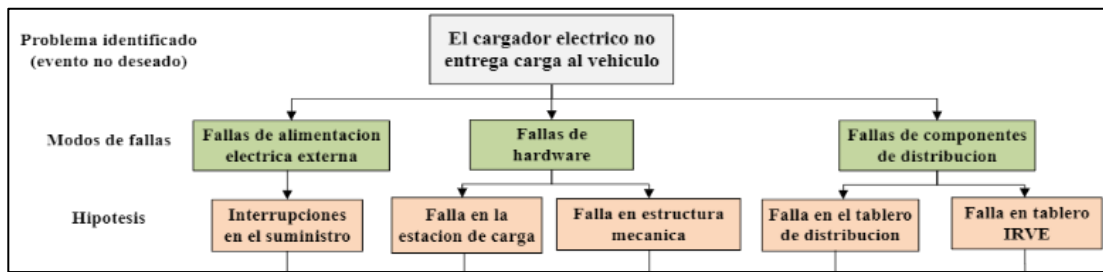 Problema identificado
(evento no deseado)
El cargador electrico no
entrega carga al vehiculo
Modos de fallas
Fallas de alimentacion
electrica externa
Fallas de
hardware
Fallas de componentes
de distribucion
Hipotesis
Interrupciones
en el suministro
Falla en la
estacion de carga
Falla en estructura
mecanica
Falla en el tablero
de distribucion
Falla en tablero
IRVE